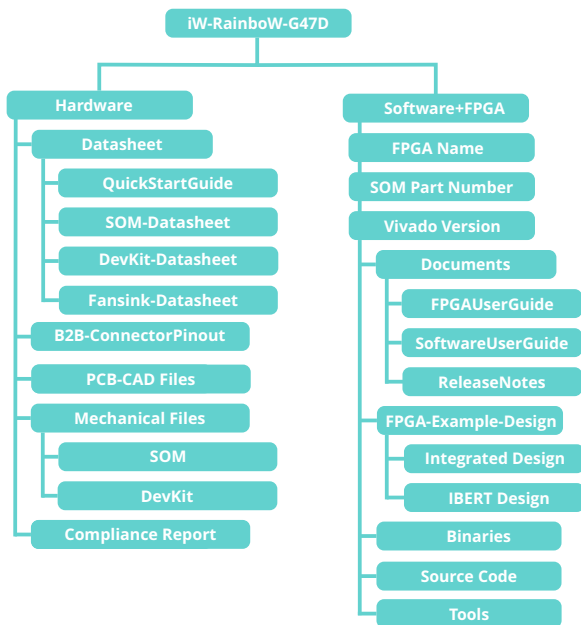 iW-RainboW-G47D
Hardware
Datasheet
QuickStartGuide
SOM-Datasheet
DevKit-Datasheet
Fansink-Datasheet
B2B-ConnectorPinout
PCB-CAD Files
Mechanical Files
SOM
DevKit
Compliance Report
Software+FPGA
FPGA Name
SOM Part Number
Vivado Version
Documents
FPGAUserGuide
SoftwareUserGuide
ReleaseNotes
FPGA-Example-Design
Integrated Design
IBERT Design
Binaries
Source Code
Tools